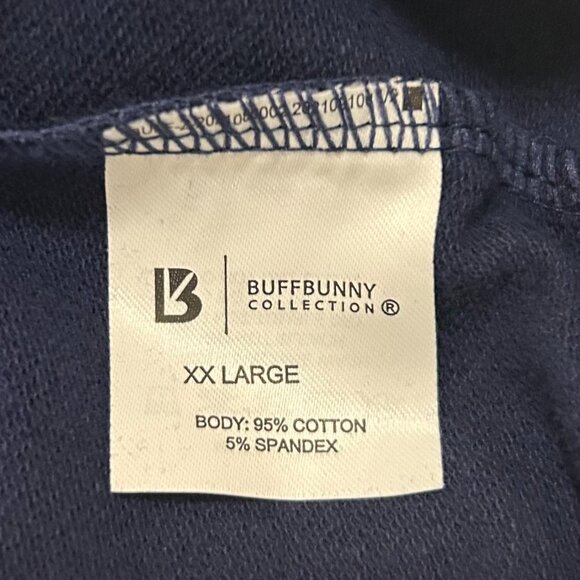 BUFFBUNNY
COLLECTION®
XX LARGE
BODY: 95% COTTON
5% SPANDEX